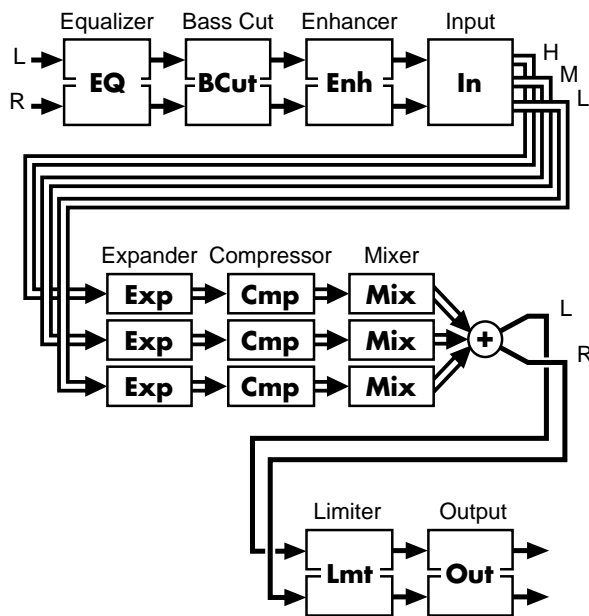 Equalizer Bass Cut Enhancer Input
L
R
EQ BCut Enh In
H
M
L
Expander Compressor Mixer
Exp Cmp Mix
Exp Cmp Mix +
Exp Cmp Mix
L
R
Limiter Output
Lmt Out